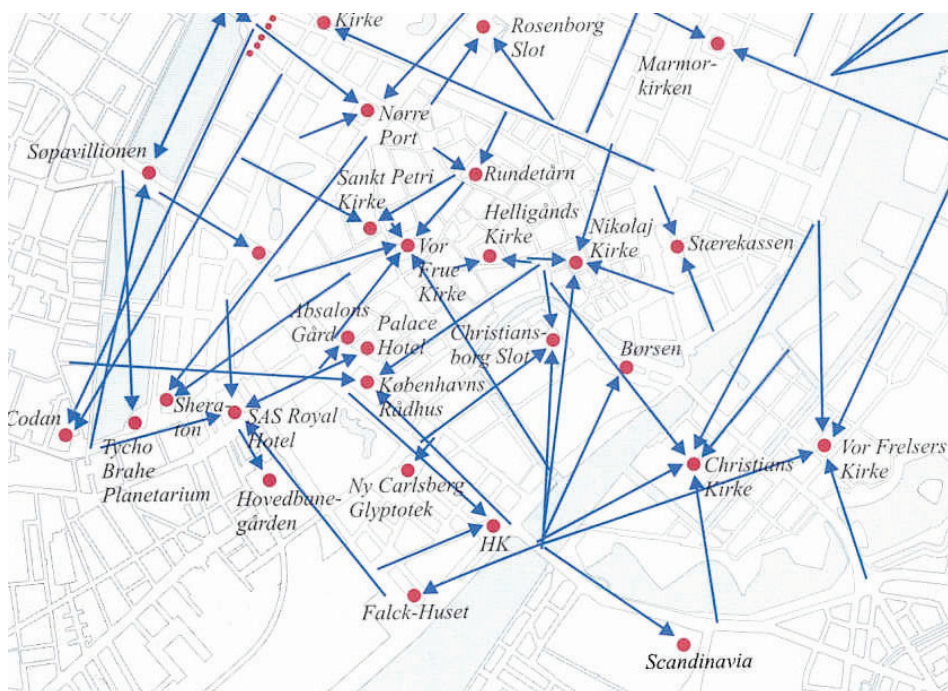 Kirke
Rosenborg
Slot
Marmor-
kirken
Nørre
Port
Søpavillionen
Sankt Petri
Kirke
Rundetårn
Helligånds
Kirke
Nikolaj
Kirke
Stærekassen
Vor
Frue
Kirke
Absalons
Gård
Palace
Hotel
Christians-
borg Slot
Børsen
Københavns
Rådhus
Shera-
ton
SAS Royal
Hotel
Codan
Tycho
Brahe
Planetarium
Hovedbane-
gården
Ny Carlsberg
Glyptotek
Christians
Kirke
Vor Frelsers
Kirke
HK
Falck-Huset
Scandinavia